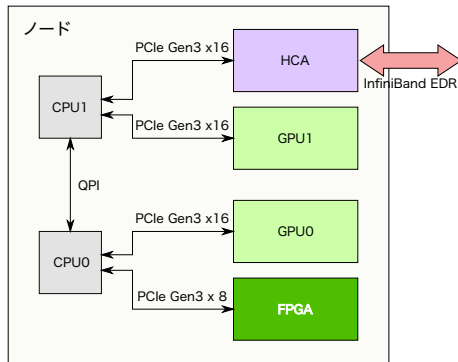 ノード
PCIe Gen3 x16
HCA
InfiniBand EDR
CPU1
PCIe Gen3 x16
GPU1
QPI
PCIe Gen3 x16
GPU0
CPU0
PCIe Gen3 x 8
FPGA